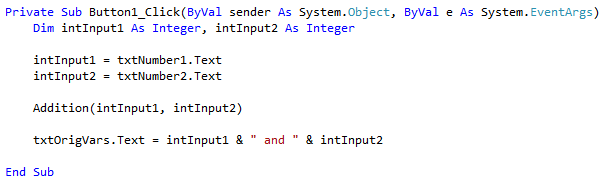 Private Sub Button1_Click(ByVal sender As System.Object, ByVal e As System.EventArgs)
Dim intInput1 As Integer, intInput2 As Integer
intInput1 = txtNumber1.Text
intInput2 = txtNumber2.Text
Addition(intInput1, intInput2)
txtOrigVars.Text = intInput1 & " and " & intInput2
End Sub